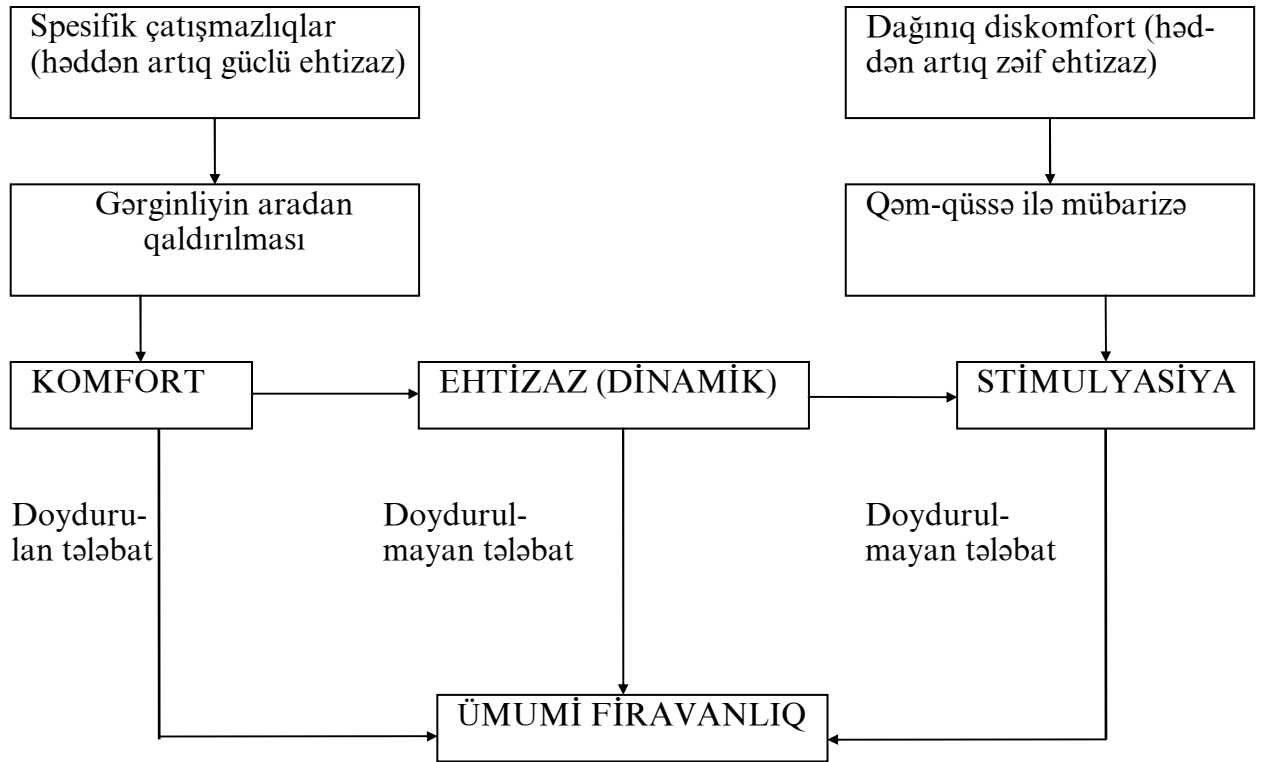 Spesifik çatışmazlıqlar
(həddən artıq güclü ehtizaz)
Dağınıq diskomfort (həd-
dən artıq zəif ehtizaz)
Gərginliyin aradan
qaldırılması
Qəm-qüssə ilə mübarizə
KOMFORT
EHTİZAZ (DİNAMİK)
STİMULYASİYA
Doyduru-
lan tələbat
Doydurul-
mayan tələbat
Doydurul-
mayan tələbat
ÜMUMİ FİRAVANLIQ